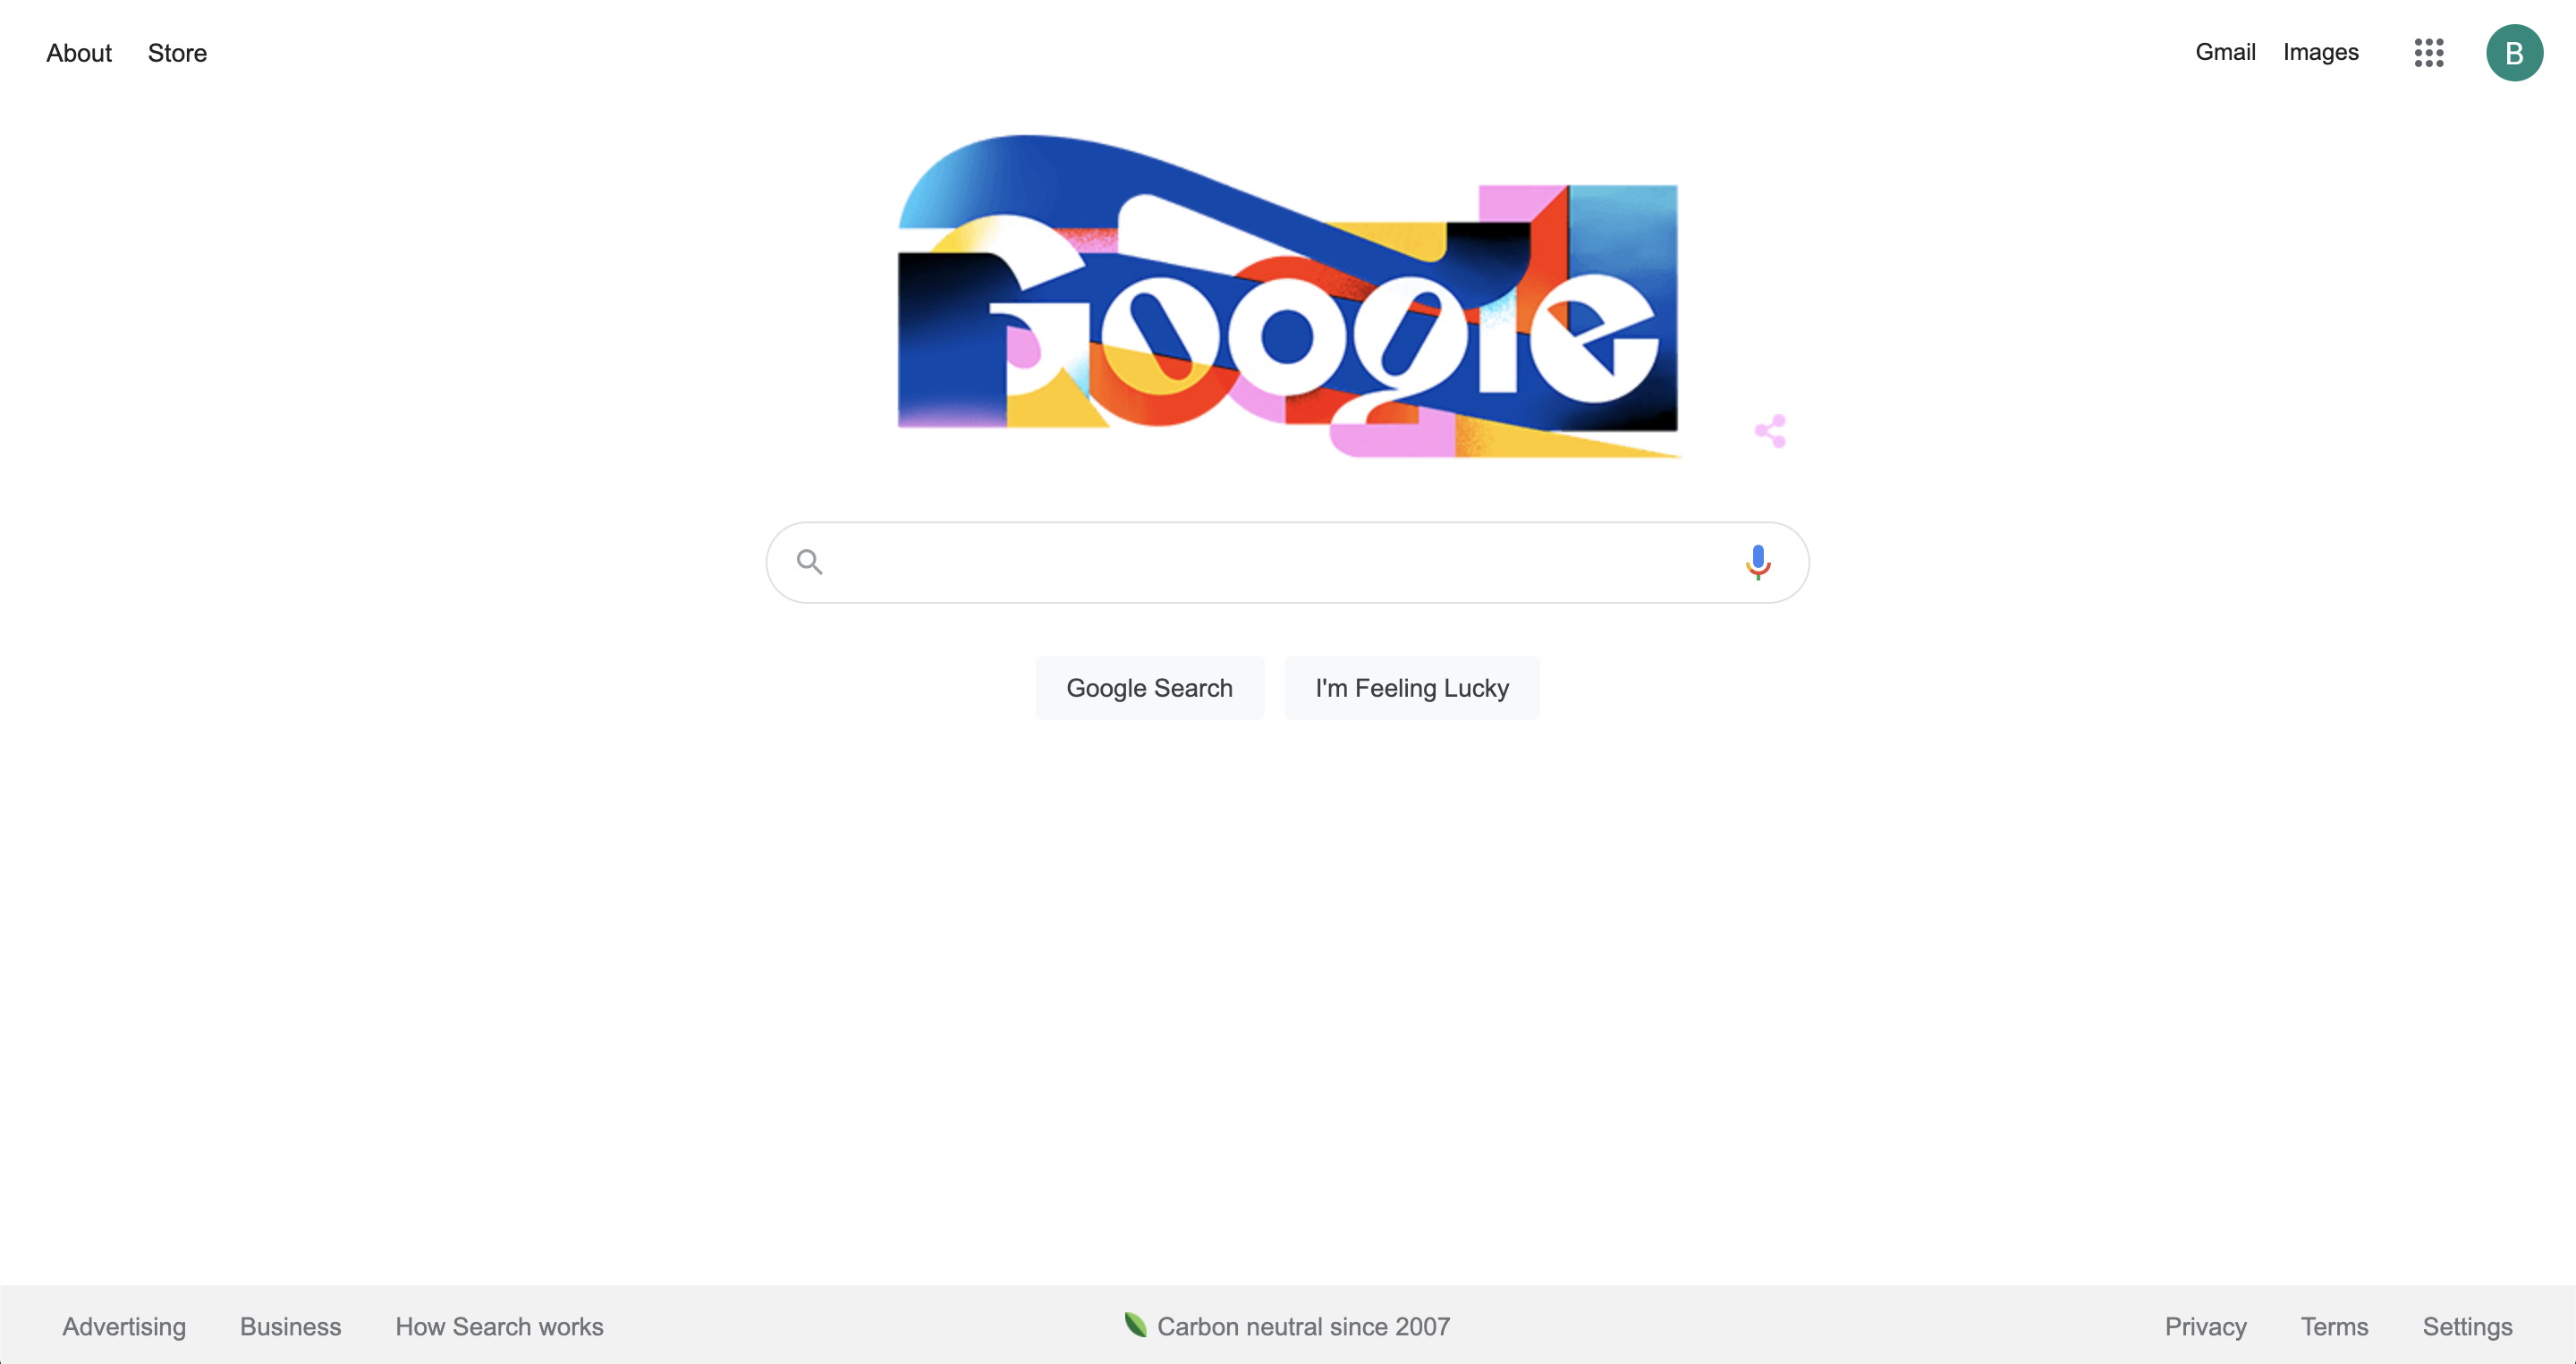 About Store Gmail Images B
Google
Google Search I'm Feeling Lucky
Advertising Business How Search works Carbon neutral since 2007 Privacy Terms Settings